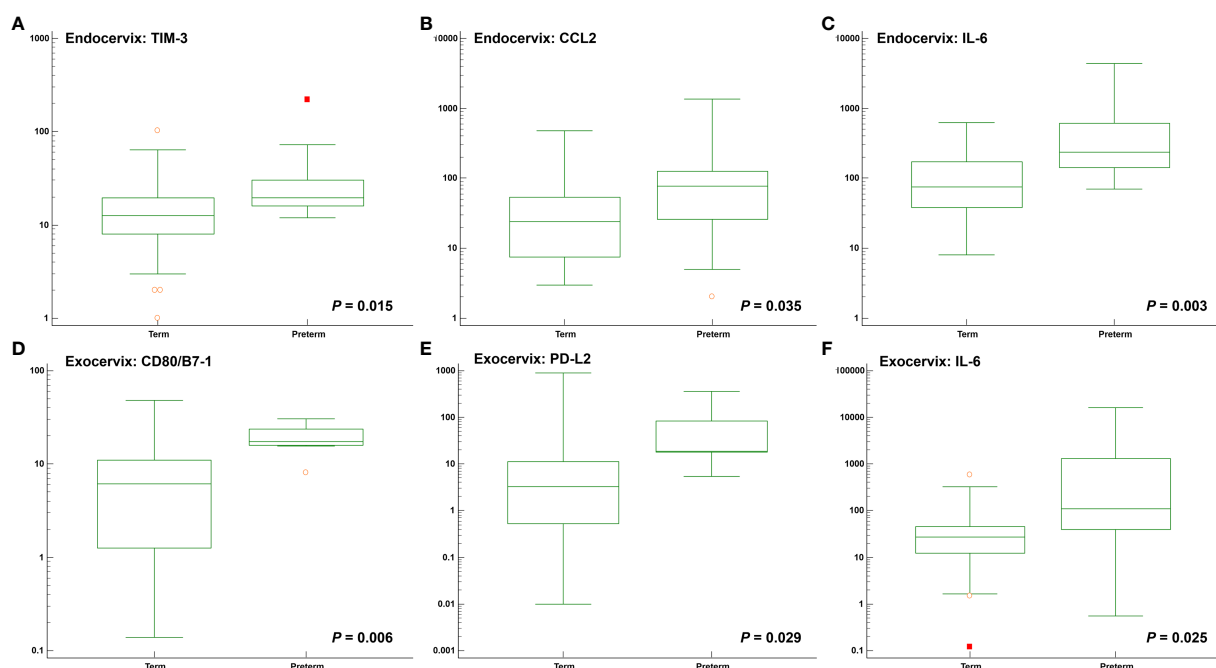 A
Endocervix: TIM-3
1000
100
10
1
Term
Preterm
P = 0.015
B
Endocervix: CCL2
10000
1000
100
10
1
Term
Preterm
P = 0.035
C
Endocervix: IL-6
10000
1000
100
10
1
Term
Preterm
P = 0.003
D
Exocervix: CD80/B7-1
100
10
1
0.1
Term
Preterm
P = 0.006
E
Exocervix: PD-L2
1000
100
10
1
0.1
0.01
0.001
Term
Preterm
P = 0.029
F
Exocervix: IL-6
100000
10000
1000
100
10
1
0.1
Term
Preterm
P = 0.025